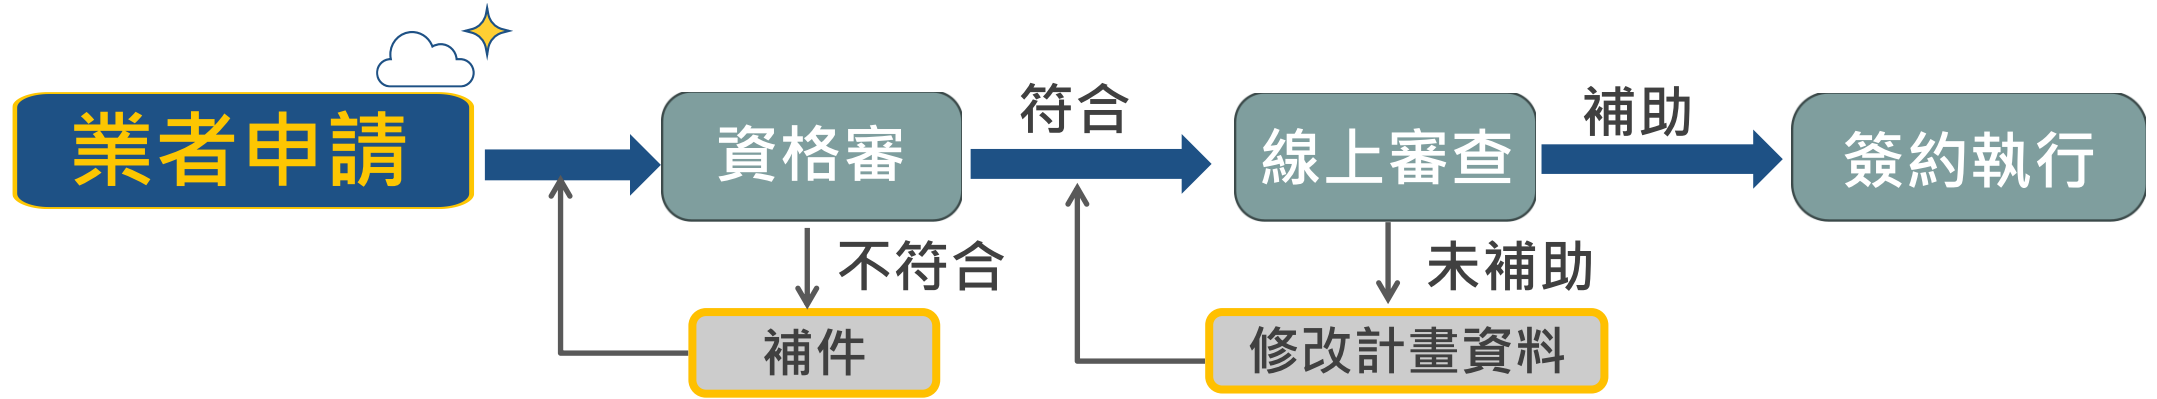 業者申請
資格審
符合
線上審查
補助
簽約執行
不符合
未補助
補件
修改計畫資料